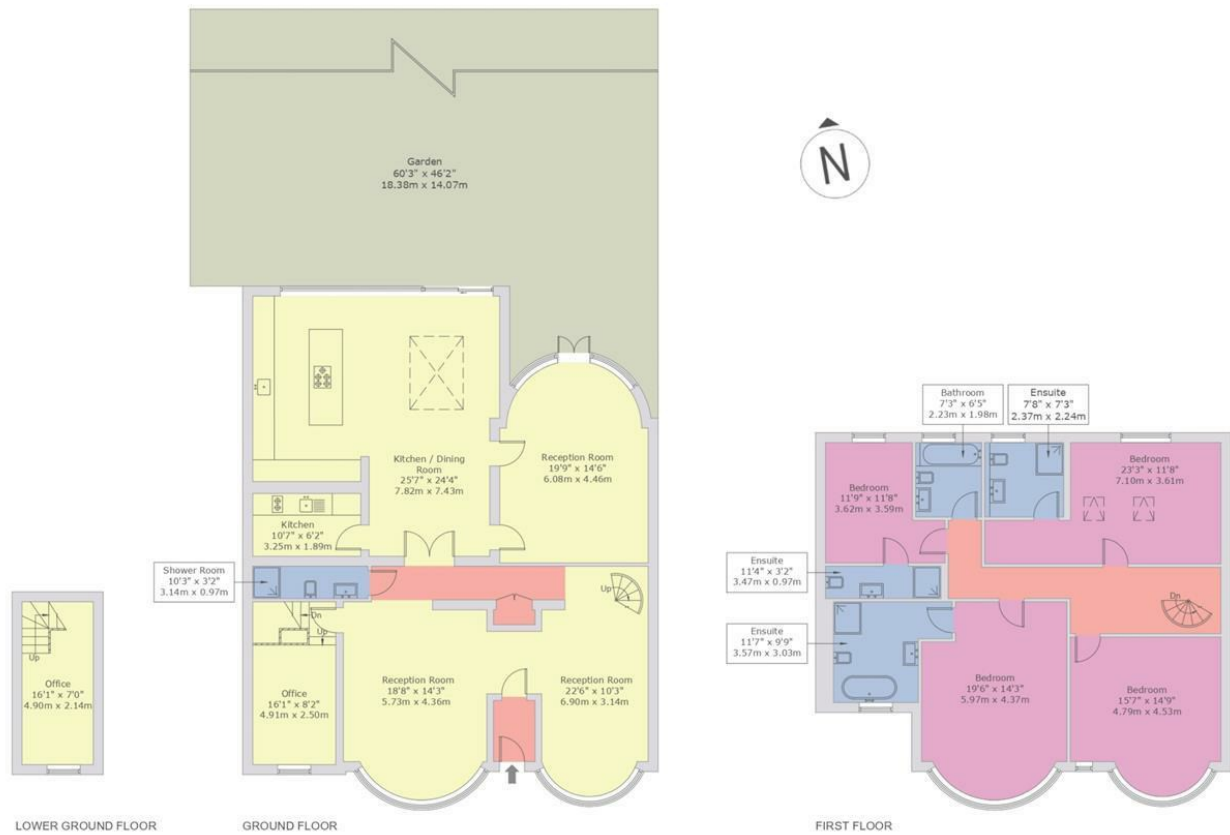 Garden
60'3" x 46'2"
18.38m x 14.07m
N
Kitchen / Dining
Room
25'7" x 24'4"
7.82m x 7.43m
Reception Room
19'9" x 14'6"
6.08m x 4.46m
Kitchen
10'7" x 6'2"
3.25m x 1.89m
Shower Room
10'3" x 3'2"
3.14m x 0.97m
Up
Dn
Up
Office
16'1" x 8'2"
4.91m x 2.50m
Reception Room
18'8" x 14'3"
5.73m x 4.36m
Reception Room
22'6" x 10'3"
6.90m x 3.14m
Up
Office
16'1" x 7'0"
4.90m x 2.14m
Bathroom
7'3" x 6'5"
2.23m x 1.98m
Ensuite
7'8" x 7'3"
2.37m x 2.24m
Bedroom
11'9" x 11'8"
3.62m x 3.59m
Bedroom
23'3" x 11'8"
7.10m x 3.61m
Ensuite
11'4" x 3'2"
3.47m x 0.97m
Dn
Ensuite
11'7" x 9'9"
3.57m x 3.03m
Bedroom
19'6" x 14'3"
5.97m x 4.37m
Bedroom
15'7" x 14'9"
4.79m x 4.53m
LOWER GROUND FLOOR
GROUND FLOOR
FIRST FLOOR